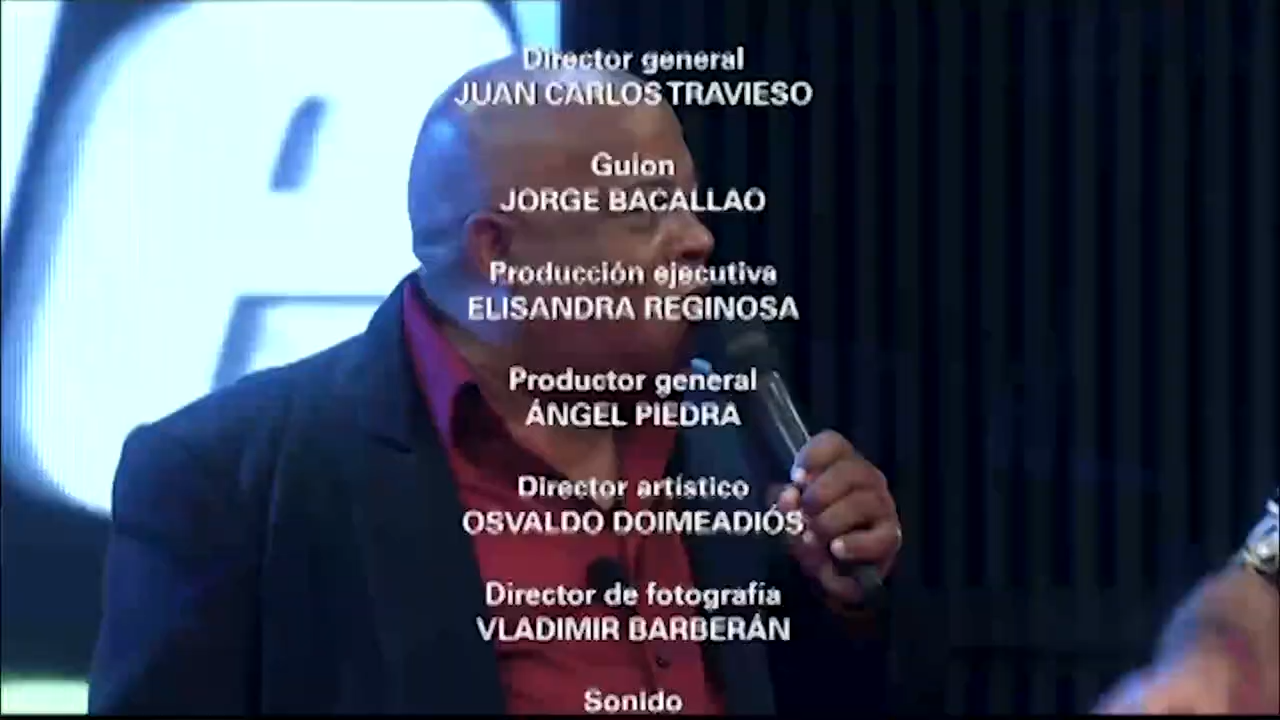 Director general
JUAN CARLOS TRAVIESO
Guion
JORGE BACALLAO
Producción ejecutiva
ELISANDRA REGINOSA
Productor general
ÁNGEL PIEDRA
Director artístico
OSVALDO DOIMEADIÓS
Director de fotografía
VLADIMIR BARBERÁN
Sonido